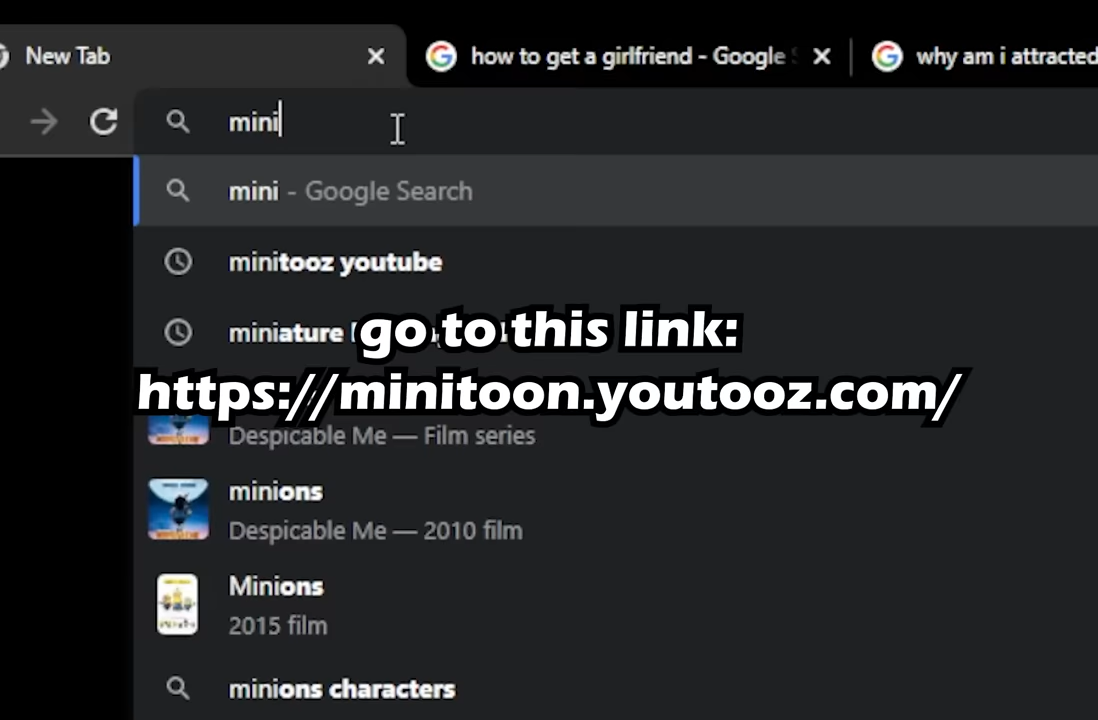 New Tab
how to get a girlfriend - Google
why am i attracted
mini
mini - Google Search
minitooz youtube
miniature
go to this link:
https://minitoon.youtooz.com/
Despicable Me — Film series
minions
Despicable Me — 2010 film
Minions
2015 film
minions characters